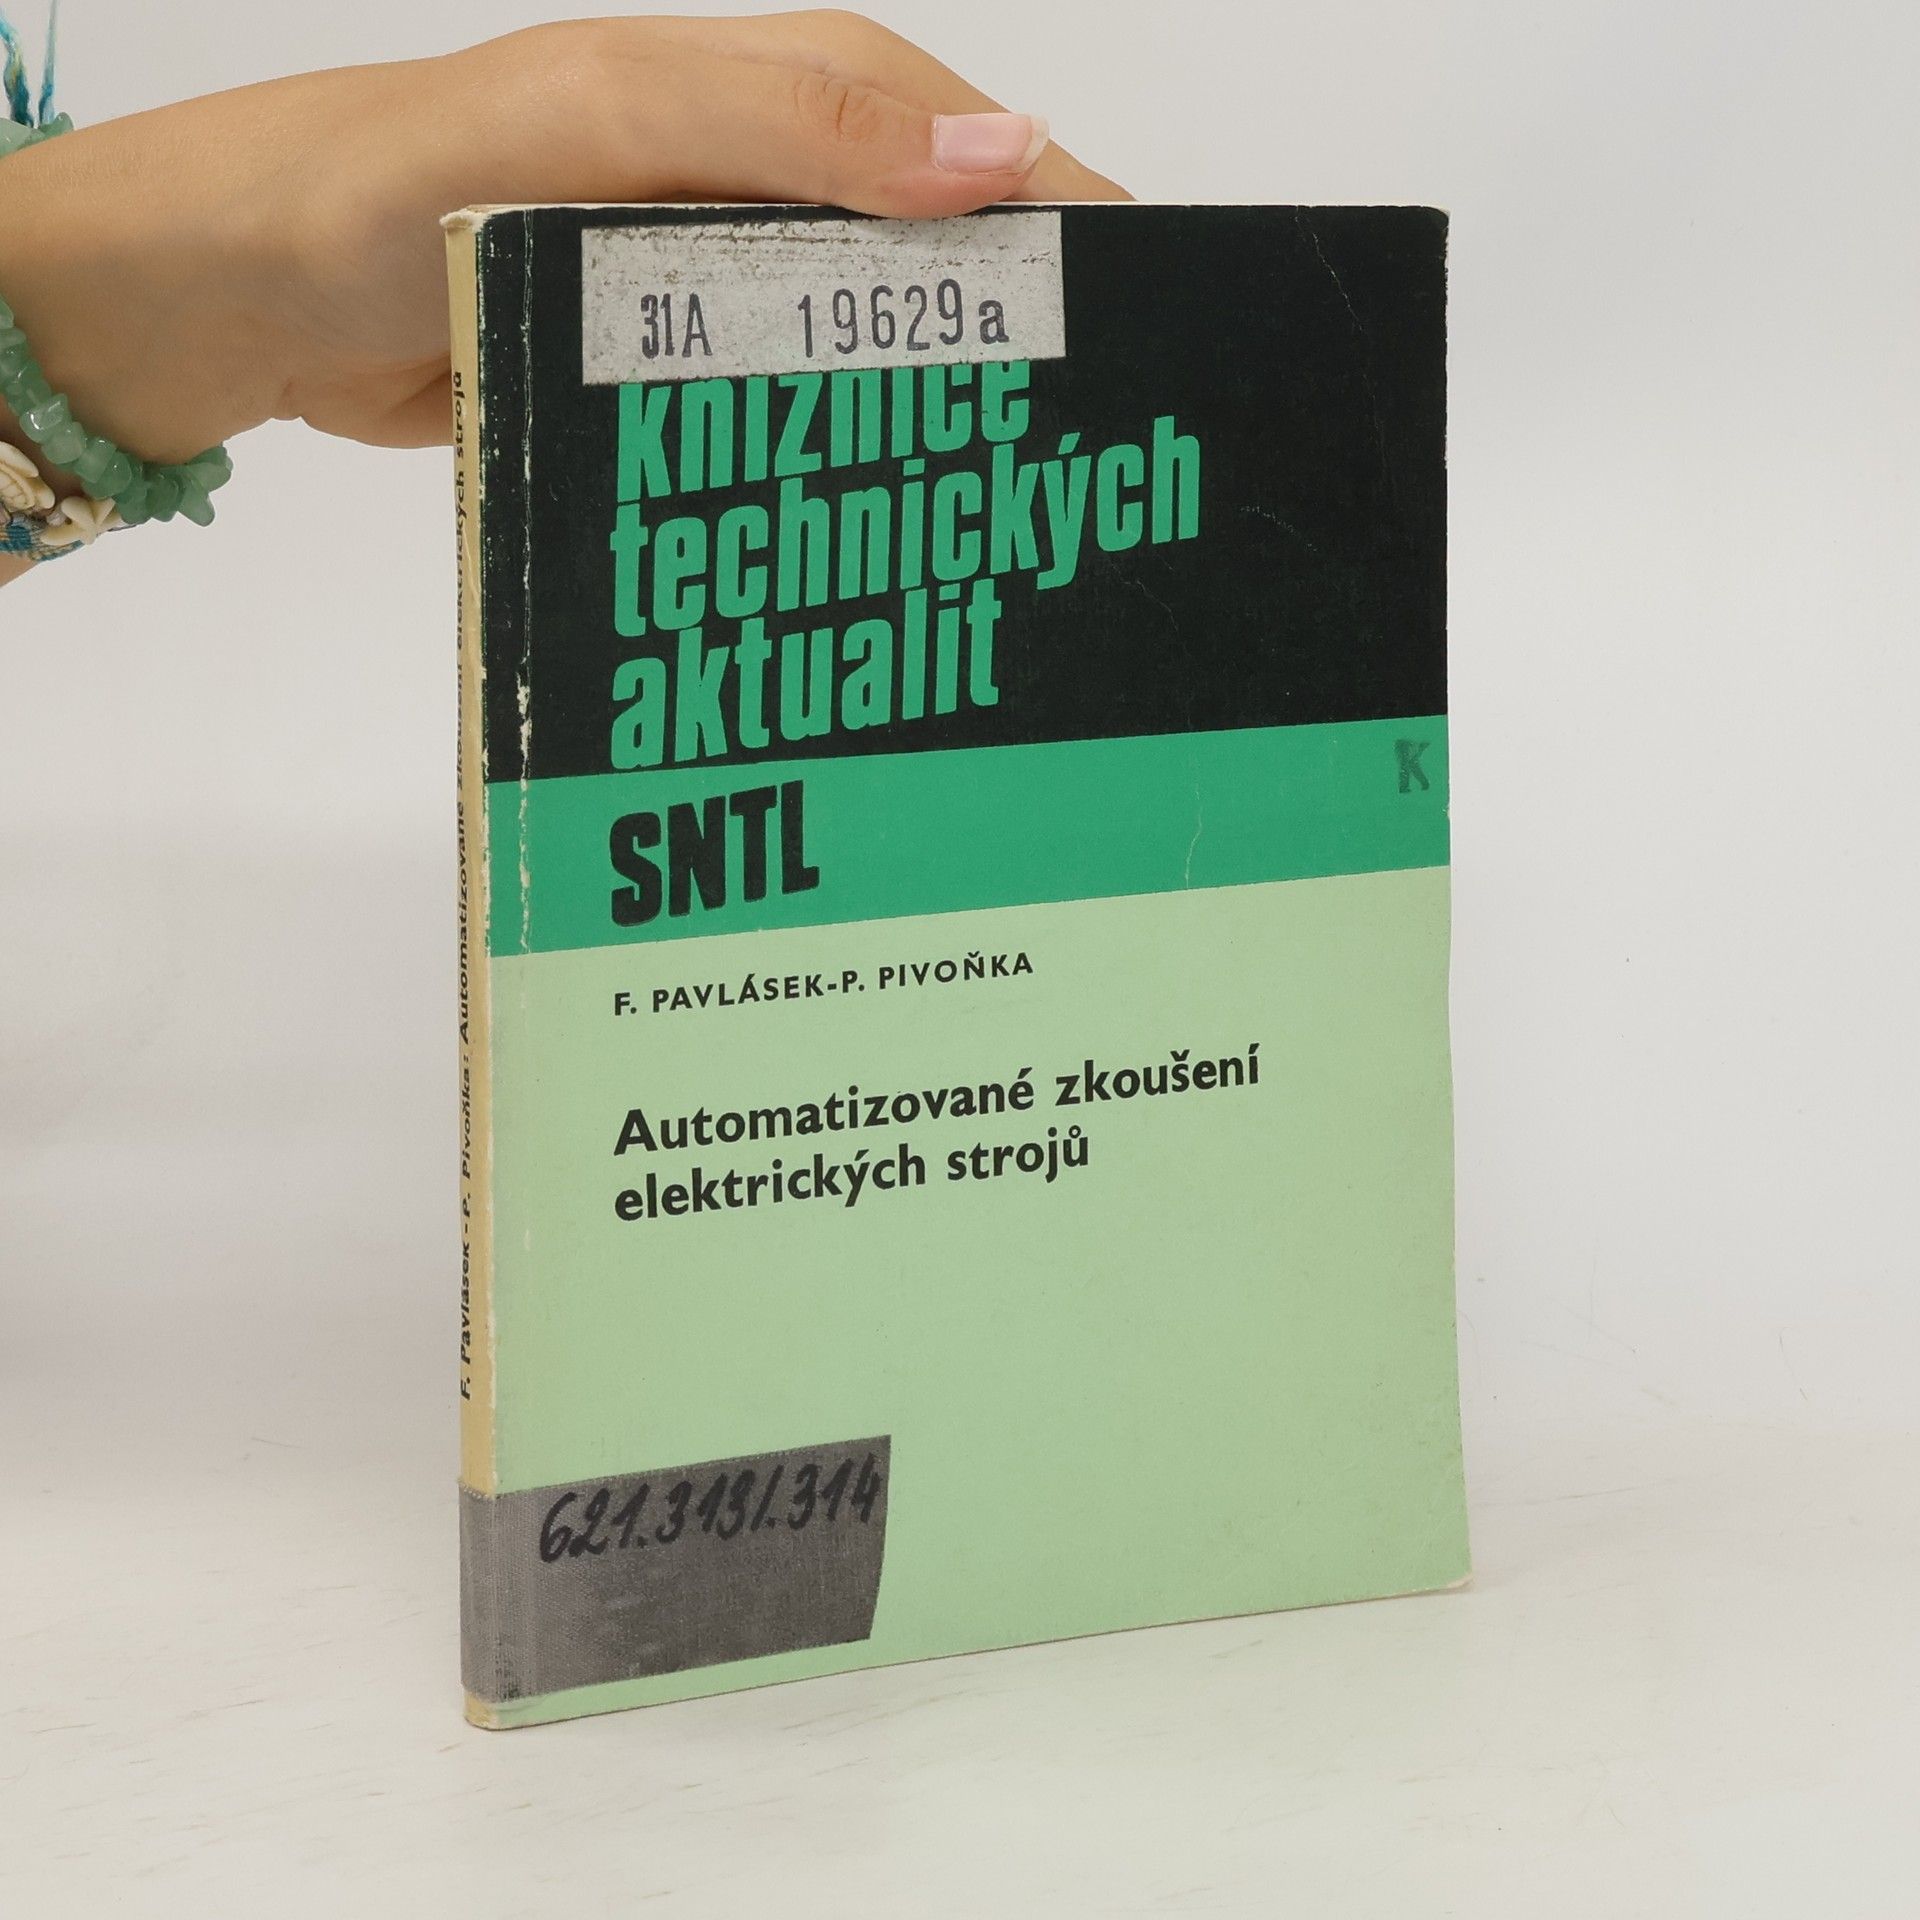 31A 19629a
knižnice
technických
aktualit
SNTL
K
F. PAVLÁSEK-P. PIVOŇKA
Automatizované zkoušení
elektrických strojů
621.313/.314
F. Pavlásek - P. Pivoňka: Automatizované zkoušení elektrických strojů